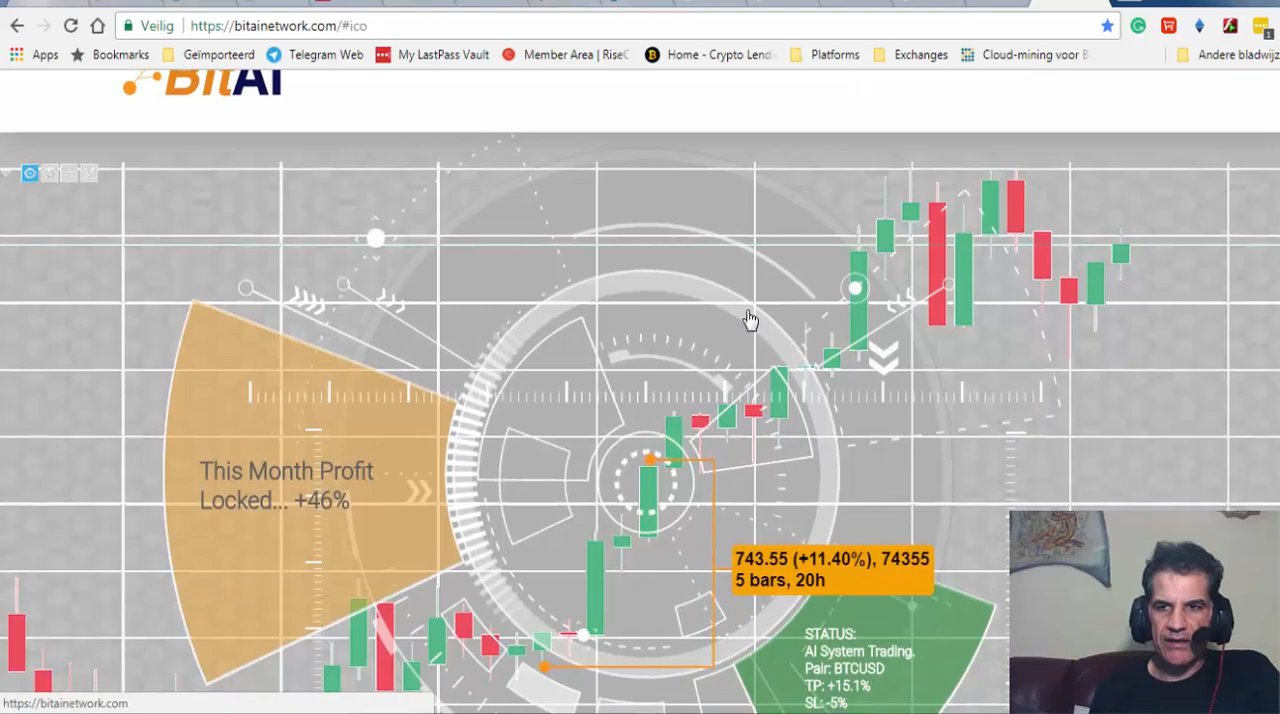 Veilig
https://bitainetwork.com/#ico
Apps
Bookmarks
Geïmporteerd
Telegram Web
My LastPass Vault
Member Area | RiseC
Home - Crypto Lend
Platforms
Exchanges
Cloud-mining voor B
Andere bladwijz
1
BitAI
This Month Profit
Locked... +46%
743.55 (+11.40%), 74355
5 bars, 20h
STATUS:
AI System Trading.
Pair: BTCUSD
TP: +15.1%
SL: -5%
https://bitainetwork.com